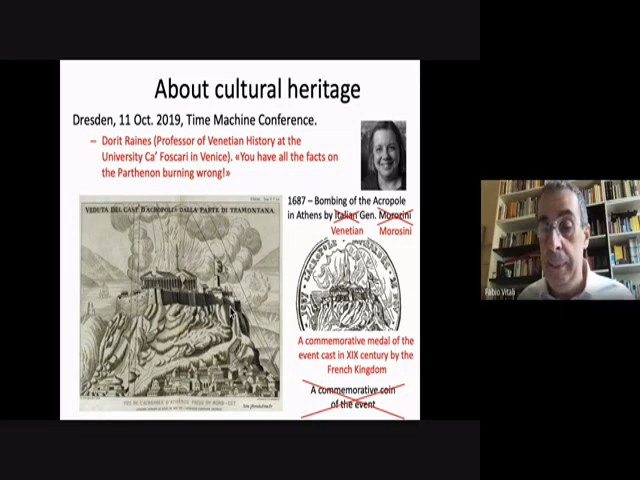 About cultural heritage
Dresden, 11 Oct. 2019, Time Machine Conference.
– Dorit Raines (Professor of Venetian History at the
University Ca' Foscari in Venice). «You have all the facts on
the Parthenon burning wrong!»
1687 – Bombing of the Acropole
in Athens by Italian Gen. Morozini
Venetian Morosini
VEDUTA DEL CAST. D'ACROPOLIS DALLA PARTE DI TRAMONTANA.
A commemorative medal of the
event cast in XIX century by the
French Kingdom
A commemorative coin
of the event
Fabio Vitali